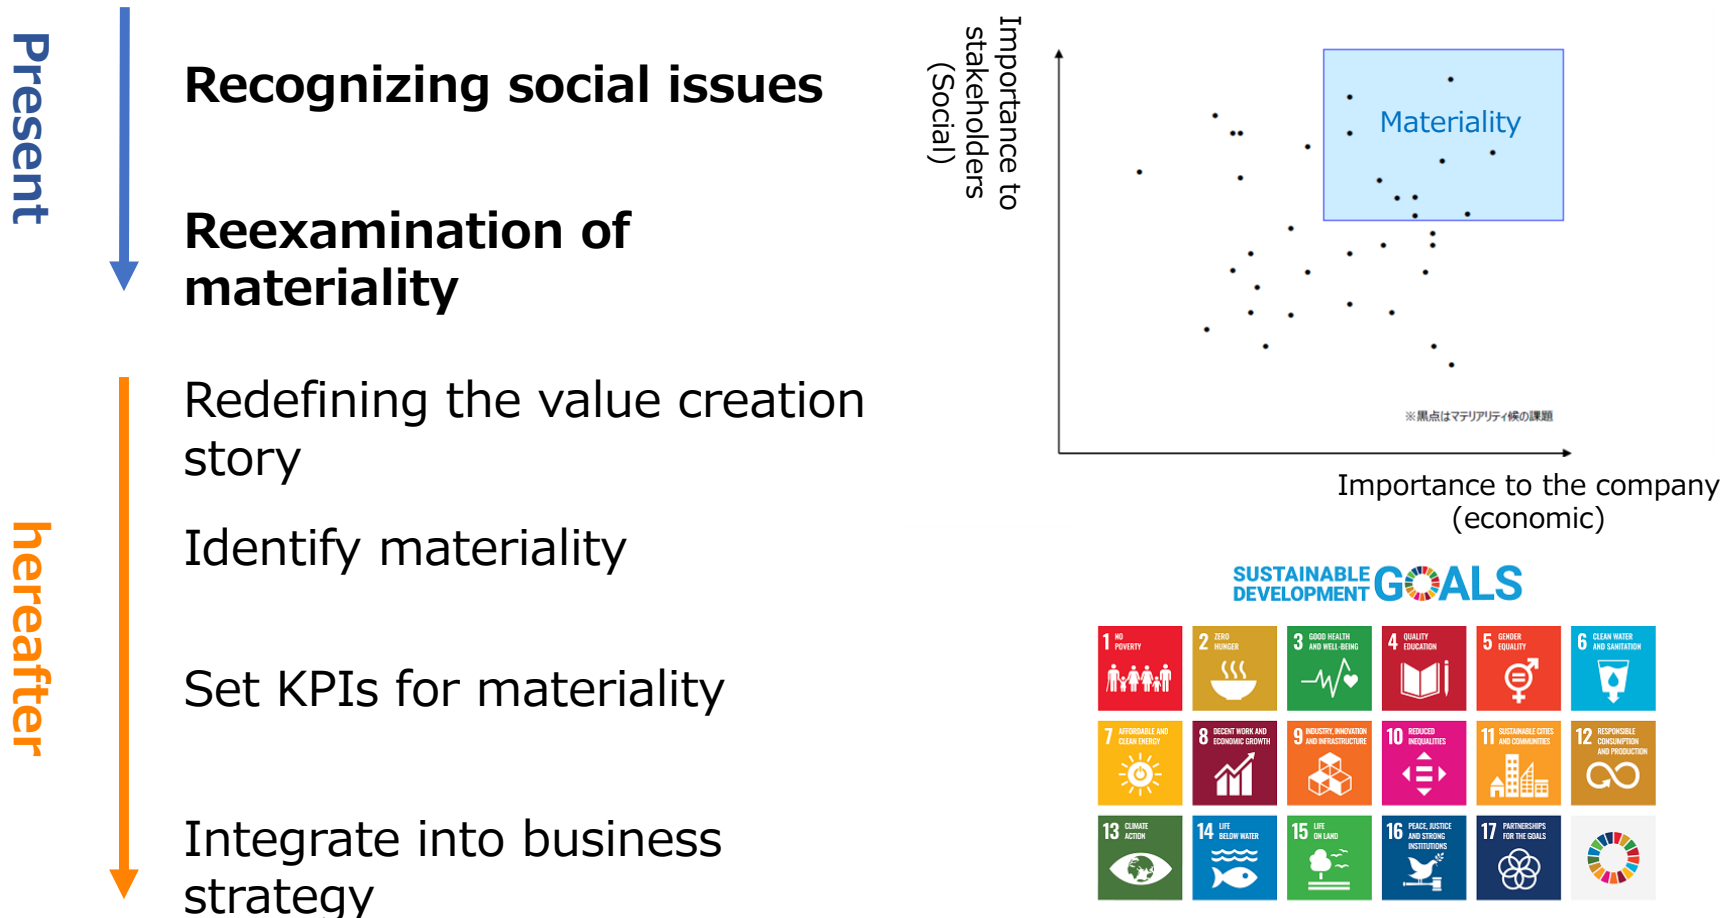 Present
Recognizing social issues
Reexamination of
materiality
hereafter
Redefining the value creation
story
Identify materiality
Set KPIs for materiality
Integrate into business
strategy
Importance to
stakeholders
(Social)
Materiality
※黒点はマテリアリティ候の課題
Importance to the company
(economic)
SUSTAINABLE
DEVELOPMENT
GOALS
1 NO
POVERTY
2 ZERO
HUNGER
3 GOOD HEALTH
AND WELL-BEING
4 QUALITY
EDUCATION
5 GENDER
EQUALITY
6 CLEAN WATER
AND SANITATION
7 AFFORDABLE AND
CLEAN ENERGY
8 DECENT WORK AND
ECONOMIC GROWTH
9 INDUSTRY, INNOVATION
AND INFRASTRUCTURE
10 REDUCED
INEQUALITIES
11 SUSTAINABLE CITIES
AND COMMUNITIES
12 RESPONSIBLE
CONSUMPTION
AND PRODUCTION
13 CLIMATE
ACTION
14 LIFE
BELOW WATER
15 LIFE
ON LAND
16 PEACE, JUSTICE
AND STRONG
INSTITUTIONS
17 PARTNERSHIPS
FOR THE GOALS